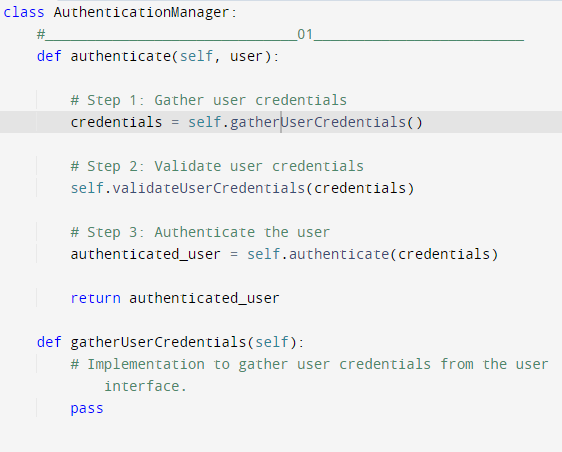 class AuthenticationManager:
    #______________________________01_________________________
    def authenticate(self, user):

        # Step 1: Gather user credentials
        credentials = self.gatherUserCredentials()

        # Step 2: Validate user credentials
        self.validateUserCredentials(credentials)

        # Step 3: Authenticate the user
        authenticated_user = self.authenticate(credentials)

        return authenticated_user

    def gatherUserCredentials(self):
        # Implementation to gather user credentials from the user
            interface.
        pass